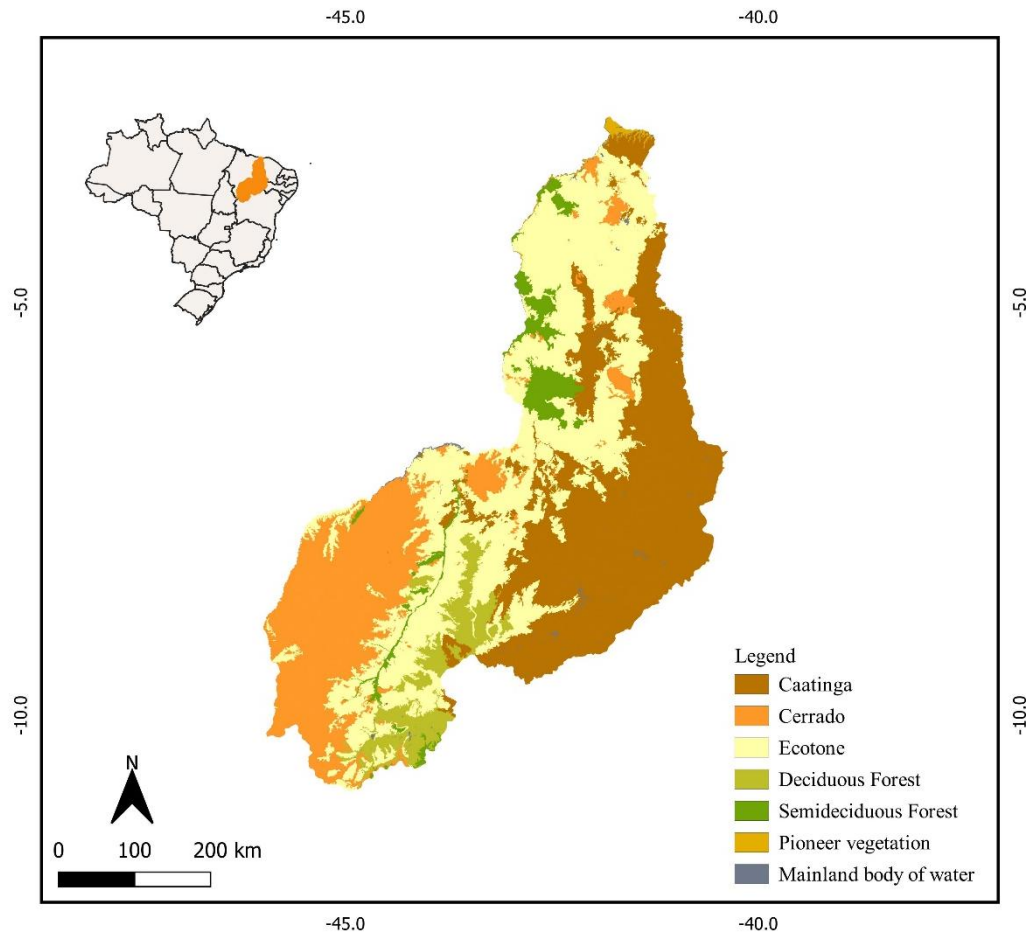 -45.0
-40.0
-5.0
-5.0
-10.0
-10.0
N
0 100 200 km
Legend
Caatinga
Cerrado
Ecotone
Deciduous Forest
Semideciduous Forest
Pioneer vegetation
Mainland body of water
-45.0
-40.0